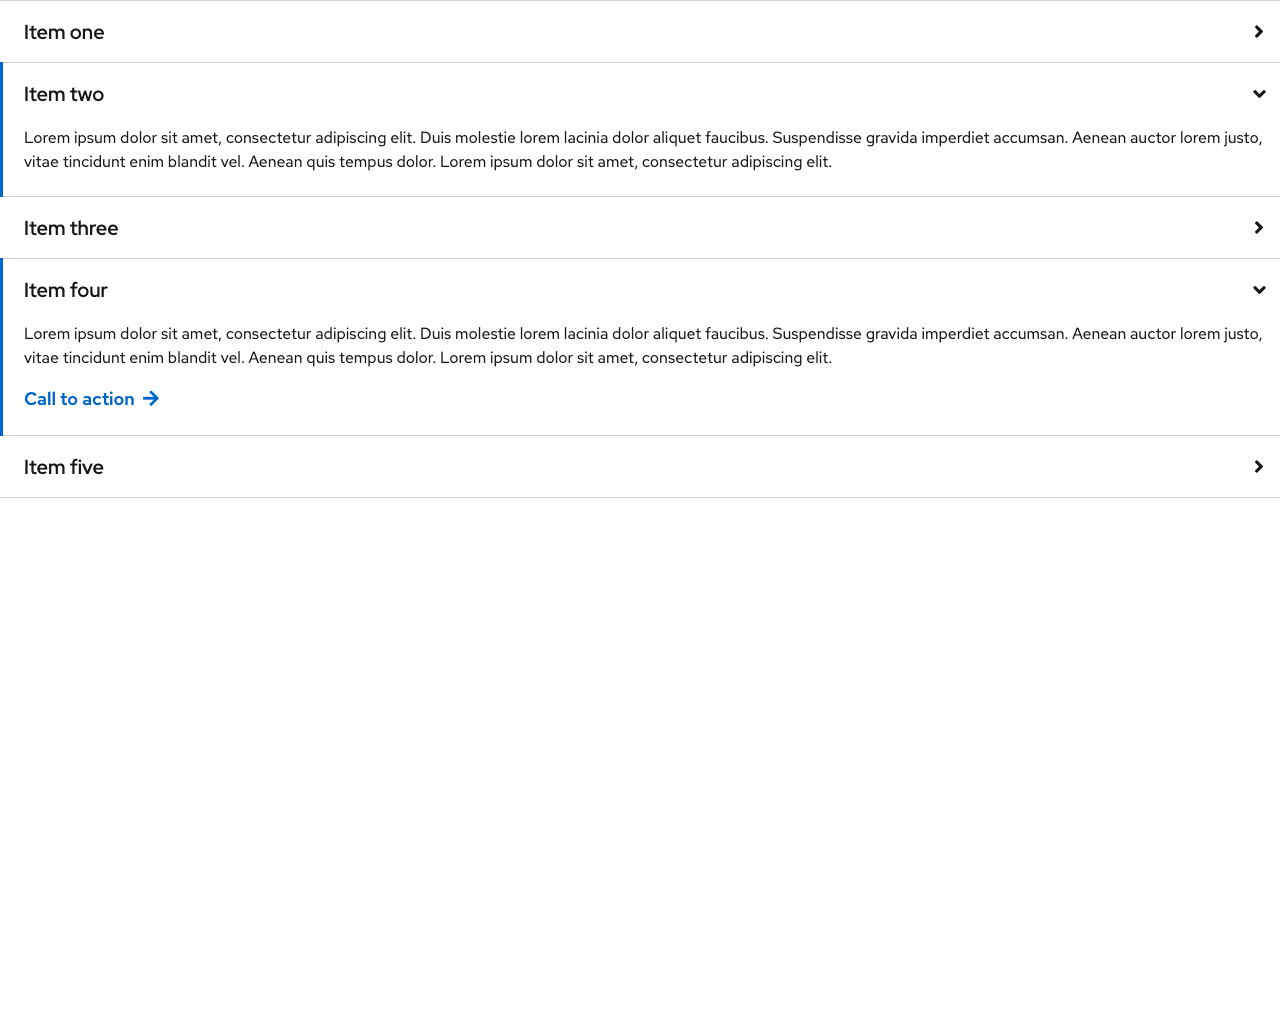 Item one
Item two
Lorem ipsum dolor sit amet, consectetur adipiscing elit. Duis molestie lorem lacinia dolor aliquet faucibus. Suspendisse gravida imperdiet accumsan. Aenean auctor lorem justo,
vitae tincidunt enim blandit vel. Aenean quis tempus dolor. Lorem ipsum dolor sit amet, consectetur adipiscing elit.
Item three
Item four
Lorem ipsum dolor sit amet, consectetur adipiscing elit. Duis molestie lorem lacinia dolor aliquet faucibus. Suspendisse gravida imperdiet accumsan. Aenean auctor lorem justo,
vitae tincidunt enim blandit vel. Aenean quis tempus dolor. Lorem ipsum dolor sit amet, consectetur adipiscing elit.
Call to action
Item five